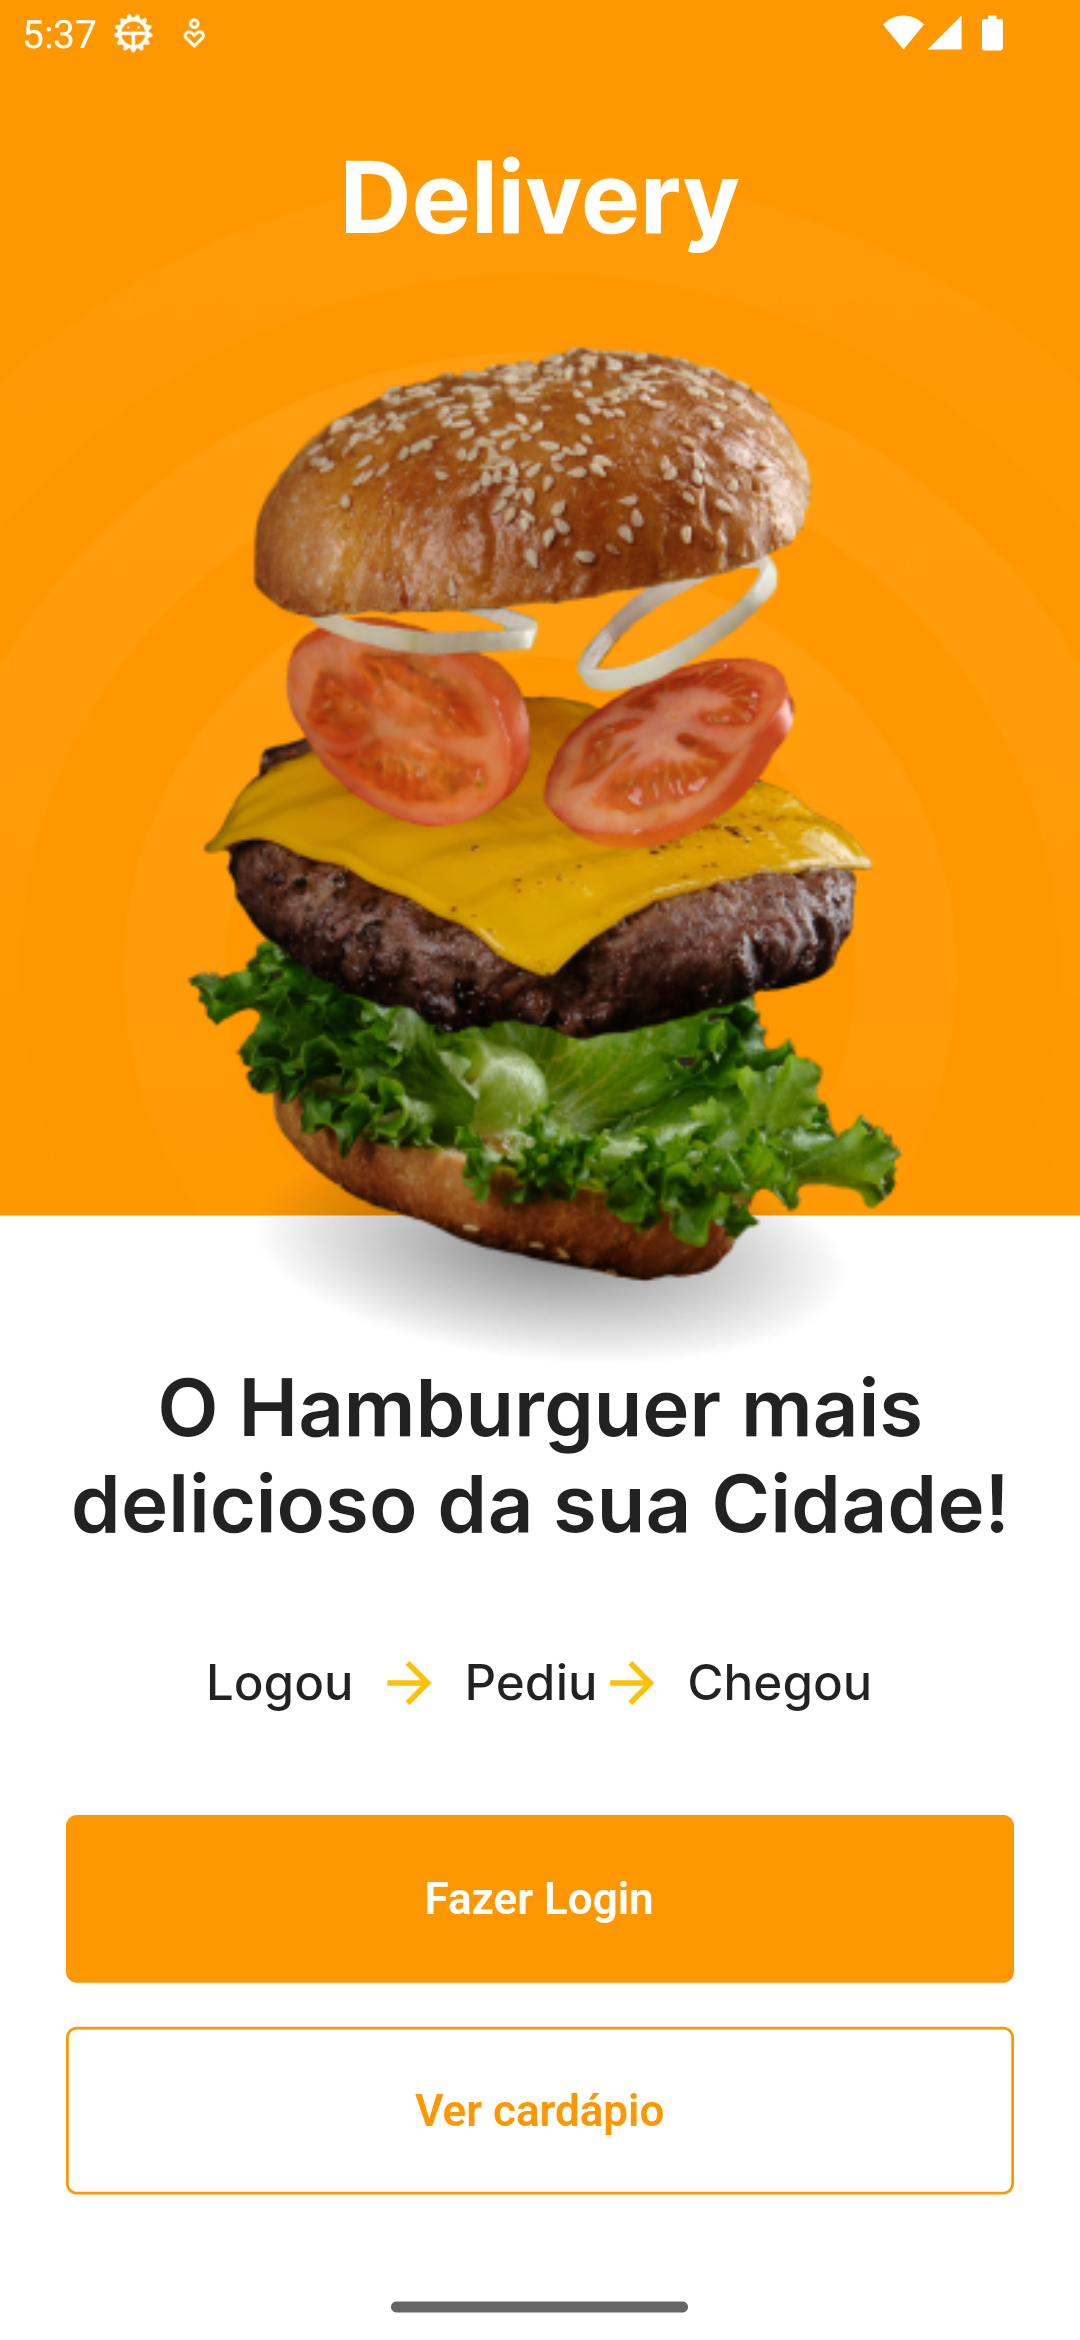 5:37
Delivery
O Hamburguer mais
delicioso da sua Cidade!
Logou → Pediu → Chegou
Fazer Login
Ver cardápio